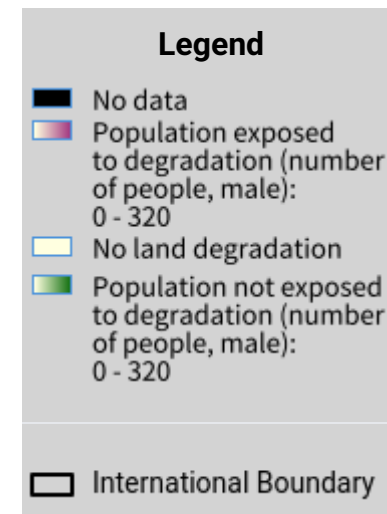 Legend
No data
Population exposed
to degradation (number
of people, male):
0 - 320
No land degradation
Population not exposed
to degradation (number
of people, male):
0 - 320
International Boundary